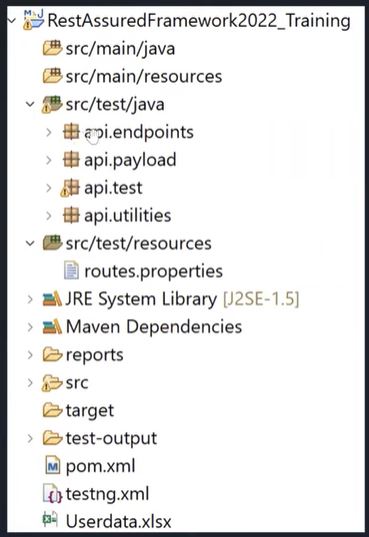 RestAssuredFramework2022_Training
src/main/java
src/main/resources
src/test/java
api.endpoints
api.payload
api.test
api.utilities
src/test/resources
routes.properties
JRE System Library [J2SE-1.5]
Maven Dependencies
reports
src
target
test-output
pom.xml
testng.xml
Userdata.xlsx